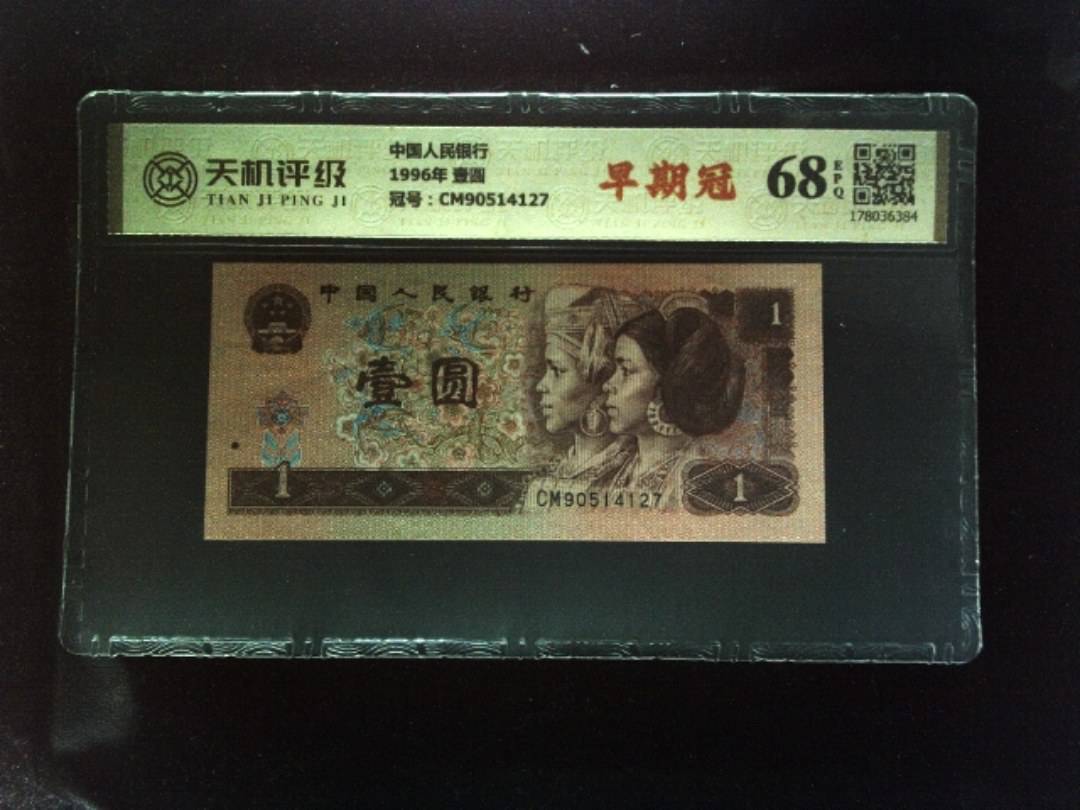 天机评级
TIAN JI PING JI
中国人民银行
1996年 壹圆
冠号：CM90514127
早期冠
68
EPQ
178036384
中国人民银行
1
壹圆
1
CM90514127
1